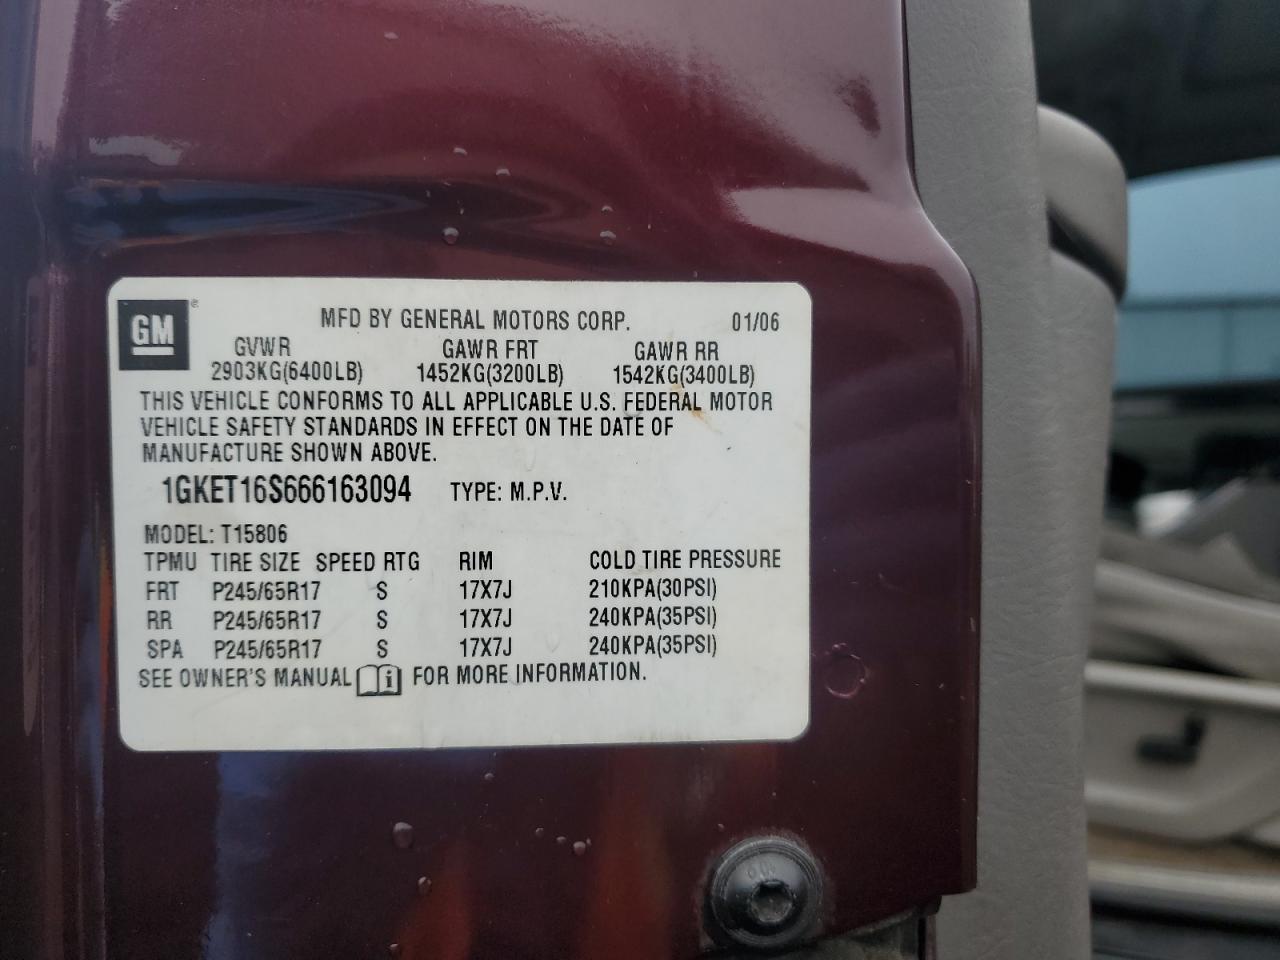 GM ®
MFD BY GENERAL MOTORS CORP. 01/06
GVWR GAWR FRT GAWR RR
2903KG(6400LB) 1452KG(3200LB) 1542KG(3400LB)
THIS VEHICLE CONFORMS TO ALL APPLICABLE U.S. FEDERAL MOTOR
VEHICLE SAFETY STANDARDS IN EFFECT ON THE DATE OF
MANUFACTURE SHOWN ABOVE.
1GKET16S666163094 TYPE: M.P.V.
MODEL: T15806
TPMU TIRE SIZE SPEED RTG RIM COLD TIRE PRESSURE
FRT P245/65R17 S 17X7J 210KPA(30PSI)
RR P245/65R17 S 17X7J 240KPA(35PSI)
SPA P245/65R17 S 17X7J 240KPA(35PSI)
SEE OWNER'S MANUAL i FOR MORE INFORMATION.